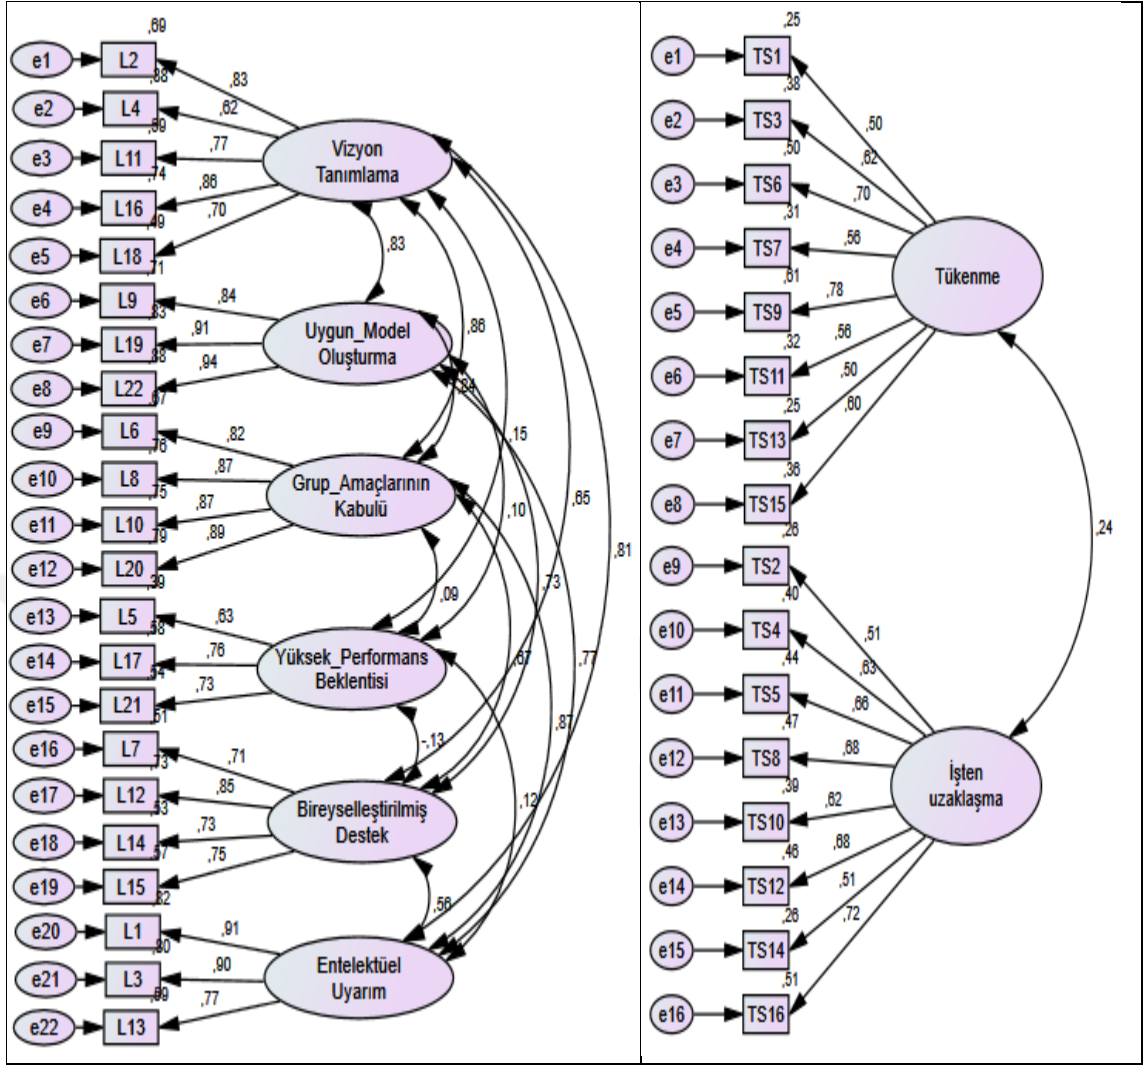 ,69
e1 L2 ,83
,88
e2 L4 ,62
,59
e3 L11 ,77
,74
e4 L16 ,86
,49
e5 L18 ,70
Vizyon
Tanımlama
,71
e6 L9 ,84
,83
e7 L19 ,91
,88
e8 L22 ,94
Uygun_Model
Oluşturma
,67
e9 L6 ,82
,76
e10 L8 ,87
,75
e11 L10 ,87
,79
e12 L20 ,89
Grup_Amaçlarının
Kabulü
,39
e13 L5 ,63
,58
e14 L17 ,76
,54
e15 L21 ,73
Yüksek_Performans
Beklentisi
,51
e16 L7 ,71
,73
e17 L12 ,85
,53
e18 L14 ,73
,57
e19 L15 ,75
Bireyselleştirilmiş
Destek
,82
e20 L1 ,91
,80
e21 L3 ,90
,59
e22 L13 ,77
Entelektüel
Uyarım
,83
,86
,84
,15
,65
,10
,81
,73
,09
,67
,77
,87
-,13
,12
,56
,25
e1 TS1 ,50
,38
e2 TS3 ,62
,50
e3 TS6 ,70
,31
e4 TS7 ,56
,61
e5 TS9 ,78
,32
e6 TS11 ,56
,25
e7 TS13 ,50
,36
e8 TS15 ,60
Tükenme
,26
e9 TS2 ,51
,40
e10 TS4 ,63
,44
e11 TS5 ,66
,47
e12 TS8 ,68
,39
e13 TS10 ,62
,46
e14 TS12 ,68
,26
e15 TS14 ,51
,51
e16 TS16 ,72
İşten
uzaklaşma
,24